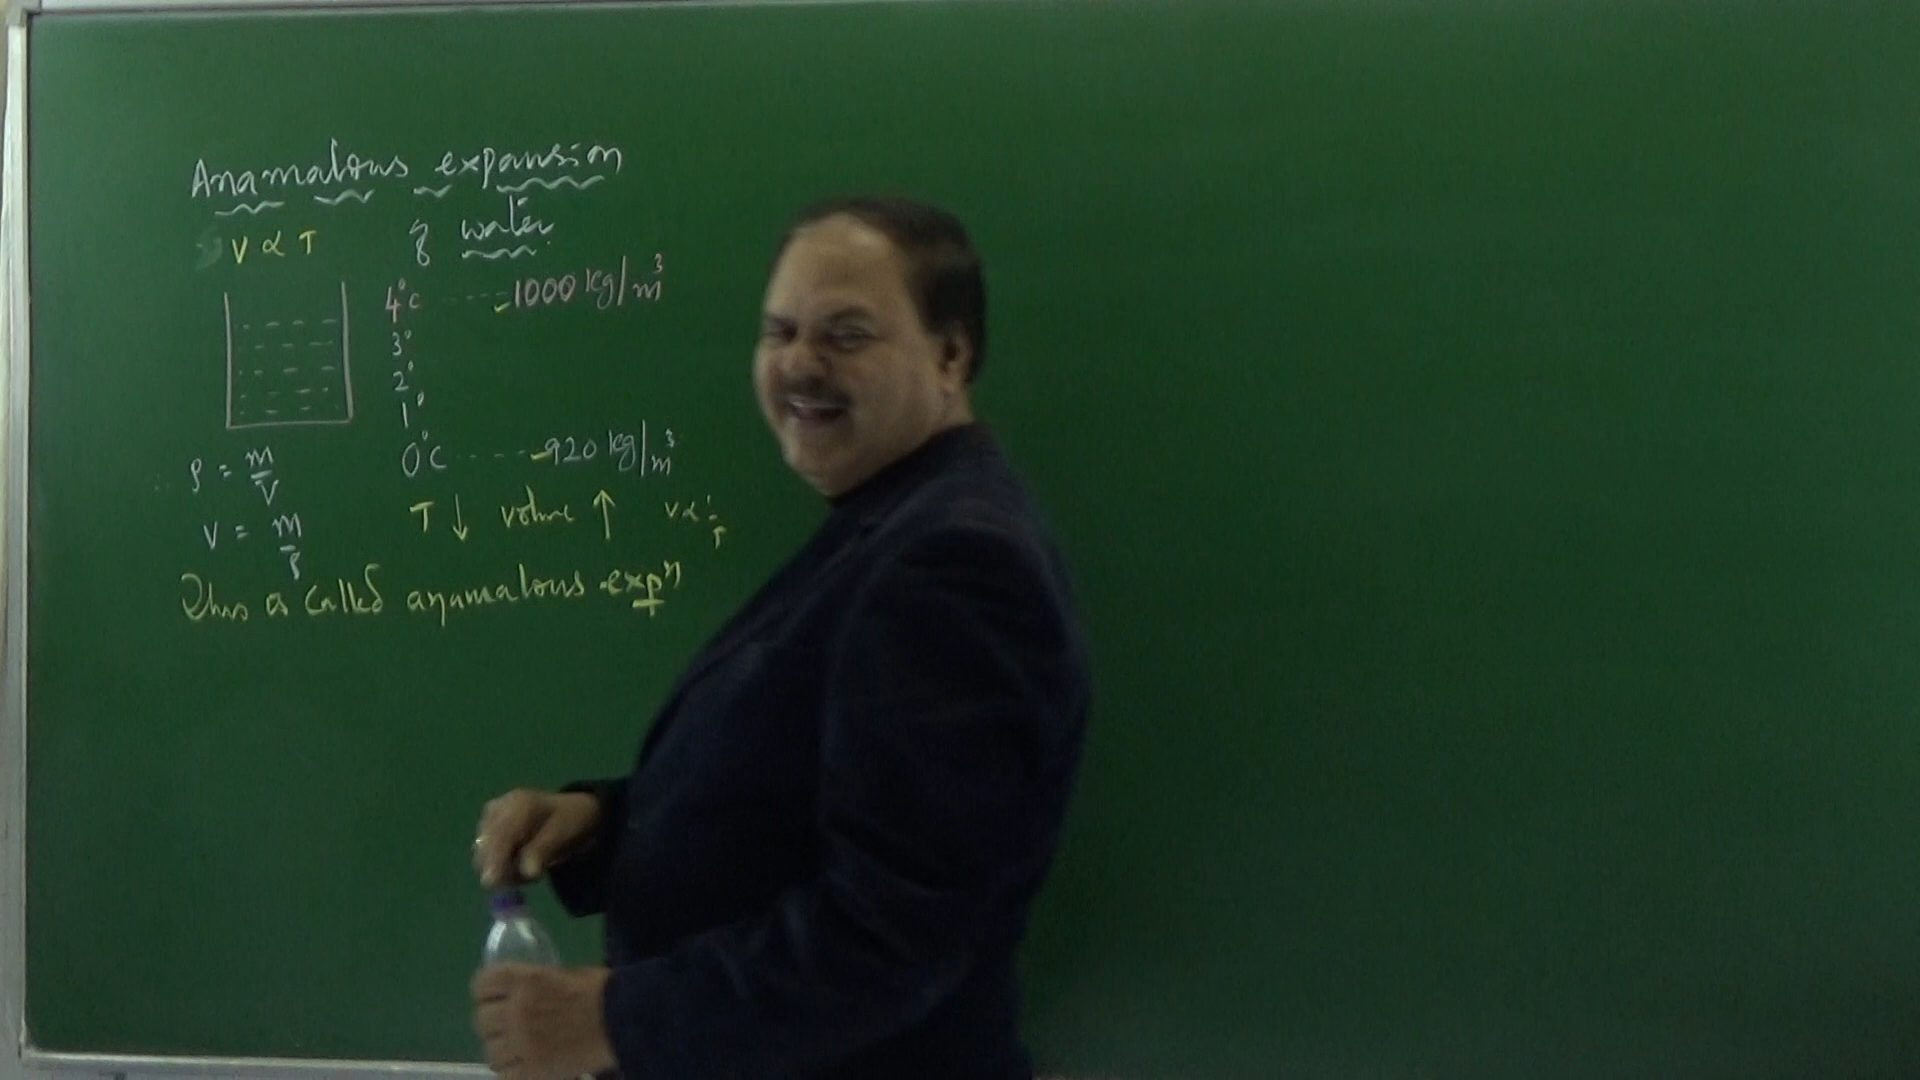 Anamalous expansion
of water
V ∝ T
4°C ----- 1000 kg/m³
3°
2°
1°
0°C ----- 920 kg/m³
∴ ρ = m/V
V = m/ρ
T ↓ volume ↑ V ∝ 1/T
This is called anamalous expⁿ